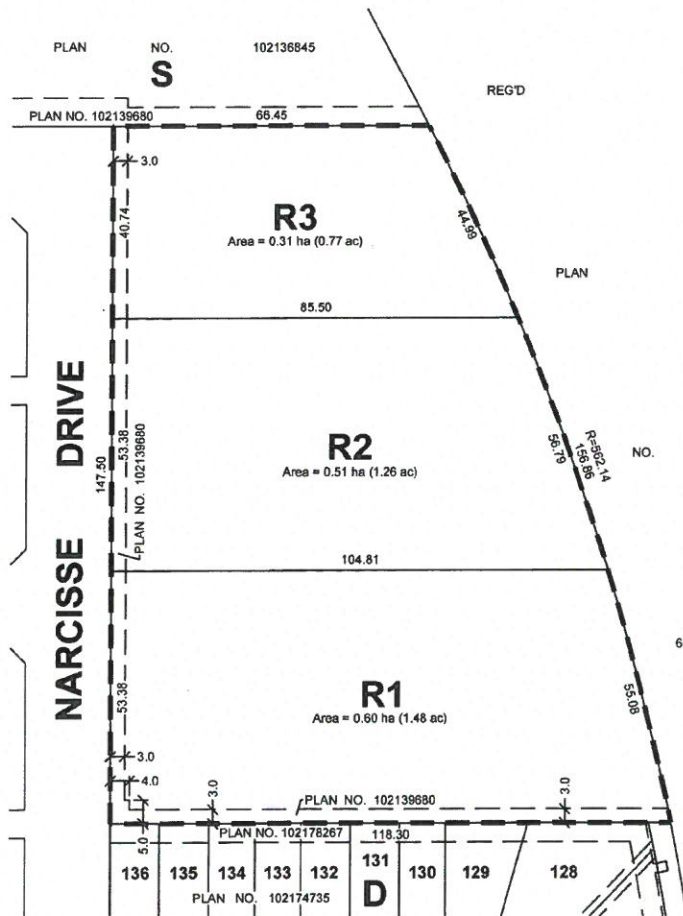 PLAN NO. 102136845
S
REG'D
PLAN NO. 102139680
66.45
3.0
40.74
44.99
R3
Area = 0.31 ha (0.77 ac)
PLAN
85.50
NARCISSE DRIVE
147.50
53.38
PLAN NO. 102139680
R2
Area = 0.51 ha (1.26 ac)
56.79
R=562.14
156.86
NO.
104.81
53.38
R1
Area = 0.60 ha (1.48 ac)
55.08
6
3.0
4.0
3.0
PLAN NO. 102139680
3.0
5.0
PLAN NO. 102178267
118.30
136 135 134 133 132 131 130 129 128
PLAN NO. 102174735
D